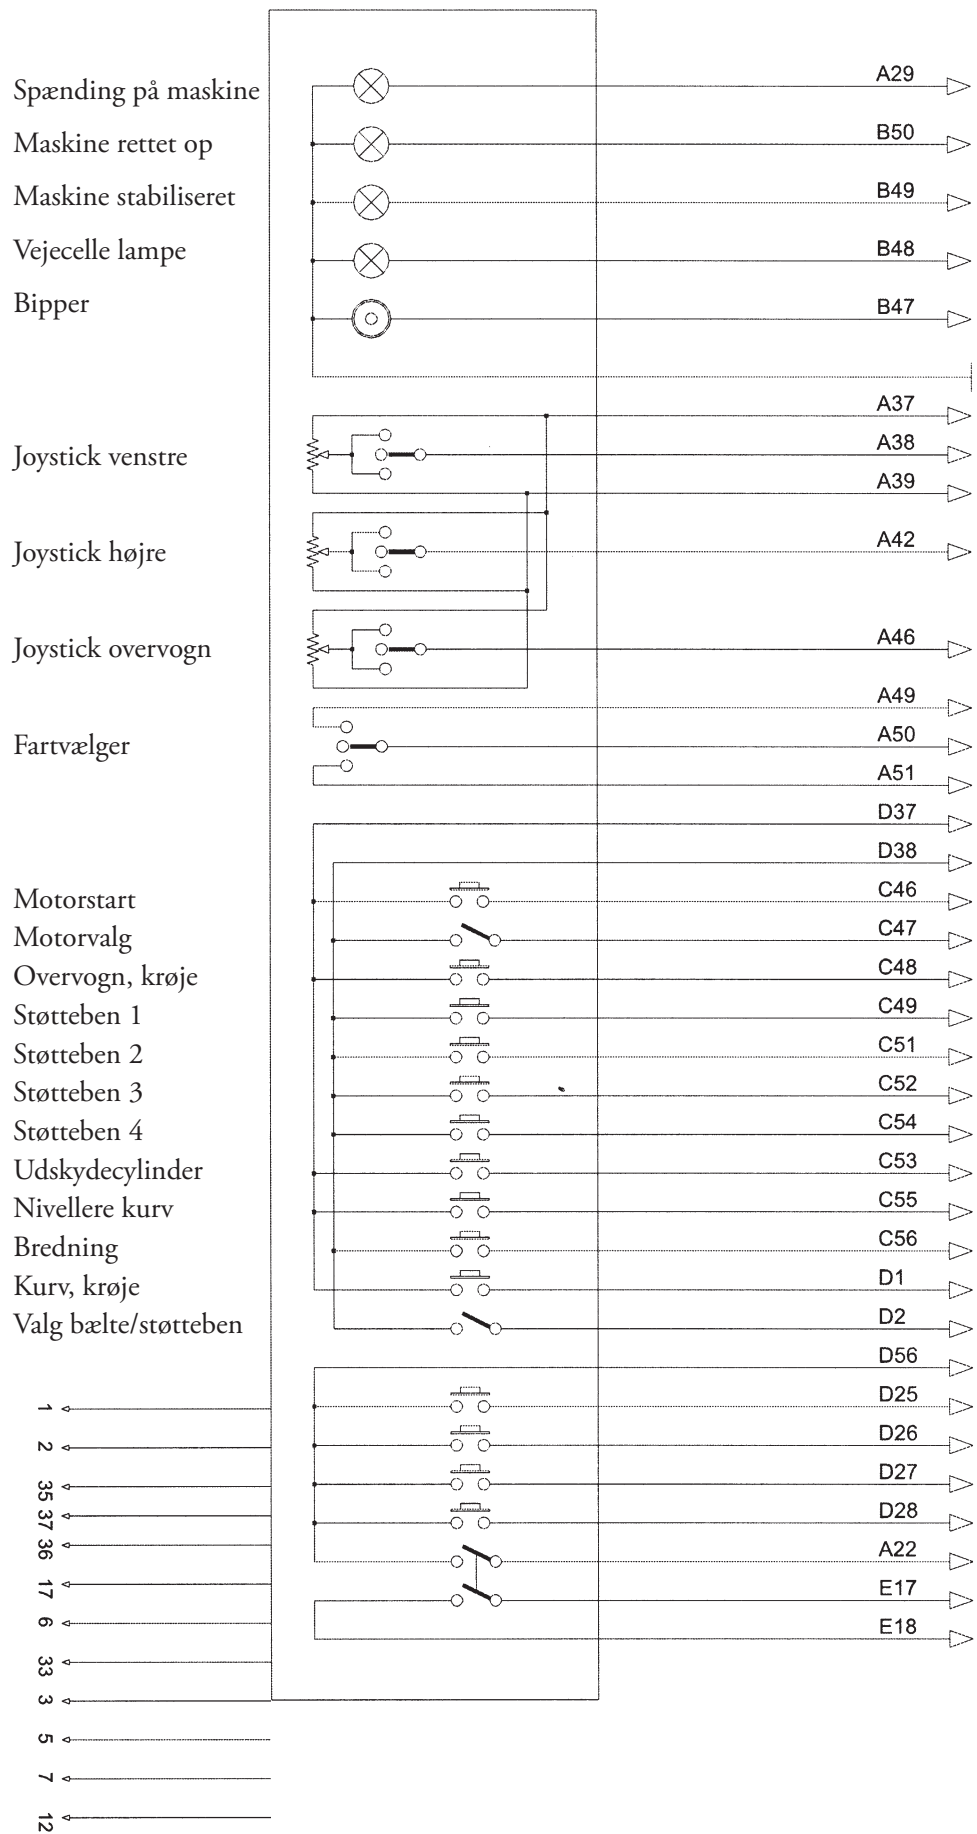 Spænding på maskine A29
Maskine rettet op B50
Maskine stabiliseret B49
Vejecelle lampe B48
Bipper B47
A37
Joystick venstre A38
A39
Joystick højre A42
Joystick overvogn A46
A49
Fartvælger A50
A51
D37
D38
Motorstart C46
Motorvalg C47
Overvogn, krøje C48
Støtteben 1 C49
Støtteben 2 C51
Støtteben 3 C52
Støtteben 4 C54
Udskydecylinder C53
Nivellere kurv C55
Bredning C56
Kurv, krøje D1
Valg bælte/støtteben D2
D56
1 D25
2 D26
35 D27
37 D28
36 A22
17 E17
6 E18
33
3
5
7
12